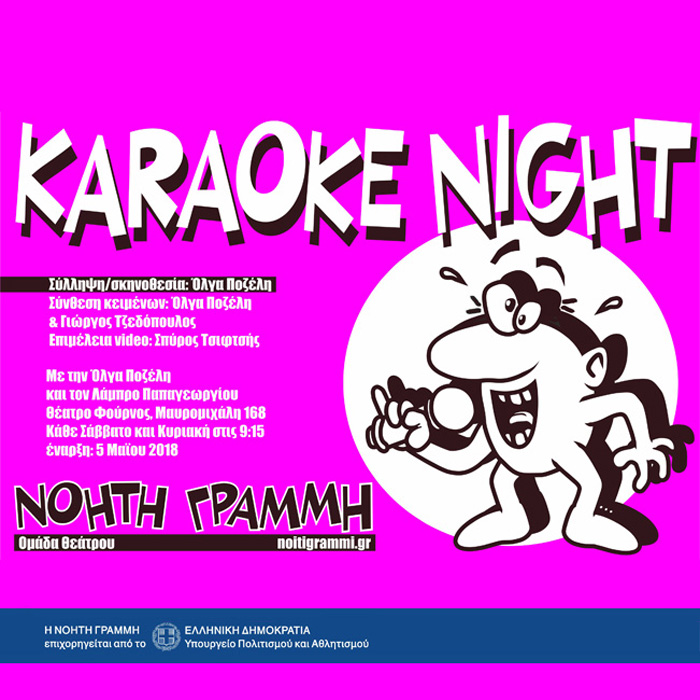 KARAOKE NIGHT
Σύλληψη/σκηνοθεσία: Όλγα Ποζέλη
Σύνθεση κειμένων: Όλγα Ποζέλη
& Γιώργος Τζεδόπουλος
Επιμέλεια video: Σπύρος Τσιφτσής
Με την Όλγα Ποζέλη
και τον Λάμπρο Παπαγεωργίου
Θέατρο Φούρνος, Μαυρομιχάλη 168
Κάθε Σάββατο και Κυριακή στις 9:15
έναρξη: 5 Μαΐου 2018
ΝΟΗΤΗ ΓΡΑΜΜΗ
Ομάδα θεάτρου noitigrammi.gr
Η ΝΟΗΤΗ ΓΡΑΜΜΗ
επιχορηγείται από το
ΕΛΛΗΝΙΚΗ ΔΗΜΟΚΡΑΤΙΑ
Υπουργείο Πολιτισμού και Αθλητισμού